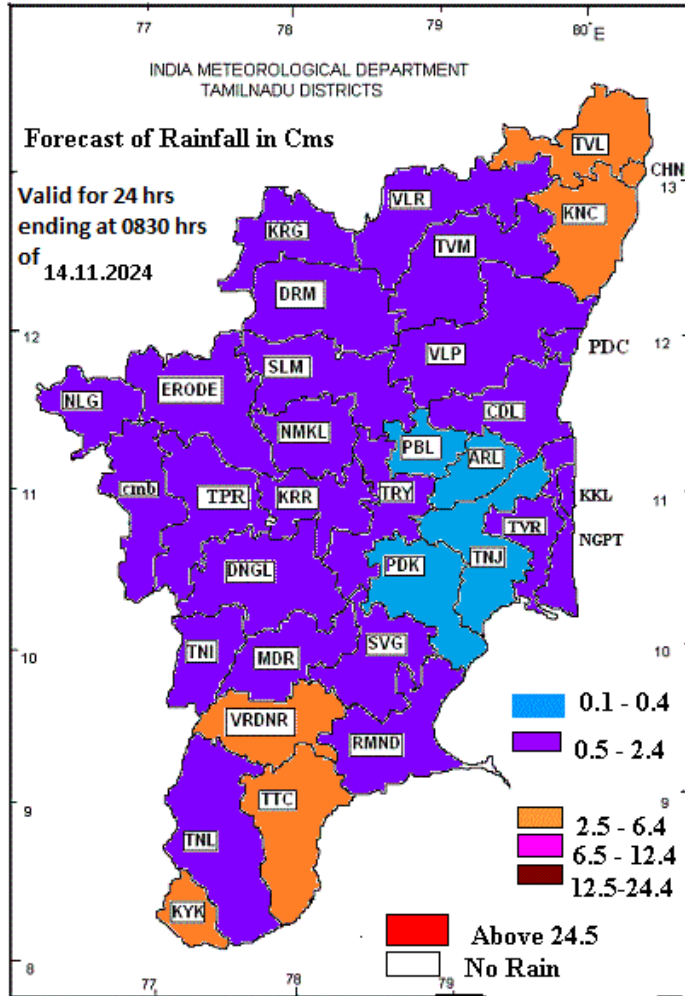 77 78 79 80° E
INDIA METEOROLOGICAL DEPARTMENT
TAMILNADU DISTRICTS
Forecast of Rainfall in Cms
TVL
CHN
13
Valid for 24 hrs
ending at 0830 hrs
of
14.11.2024
VLR
KRG
KNC
TVM
DRM
12
12
PDC
VLP
SLM
ERODE
NLG
CDL
NMKL
PBL
ARL
cmb
TPR
KRR
TRY
11
11
KKL
TVR
NGPT
DNGL
PDK
TNJ
TNI
MDR
SVG
10
10
VRDNR
RMND
0.1 - 0.4
0.5 - 2.4
9
9
TTC
2.5 - 6.4
TNL
6.5 - 12.4
12.5-24.4
KYK
Above 24.5
No Rain
8
77 78 79